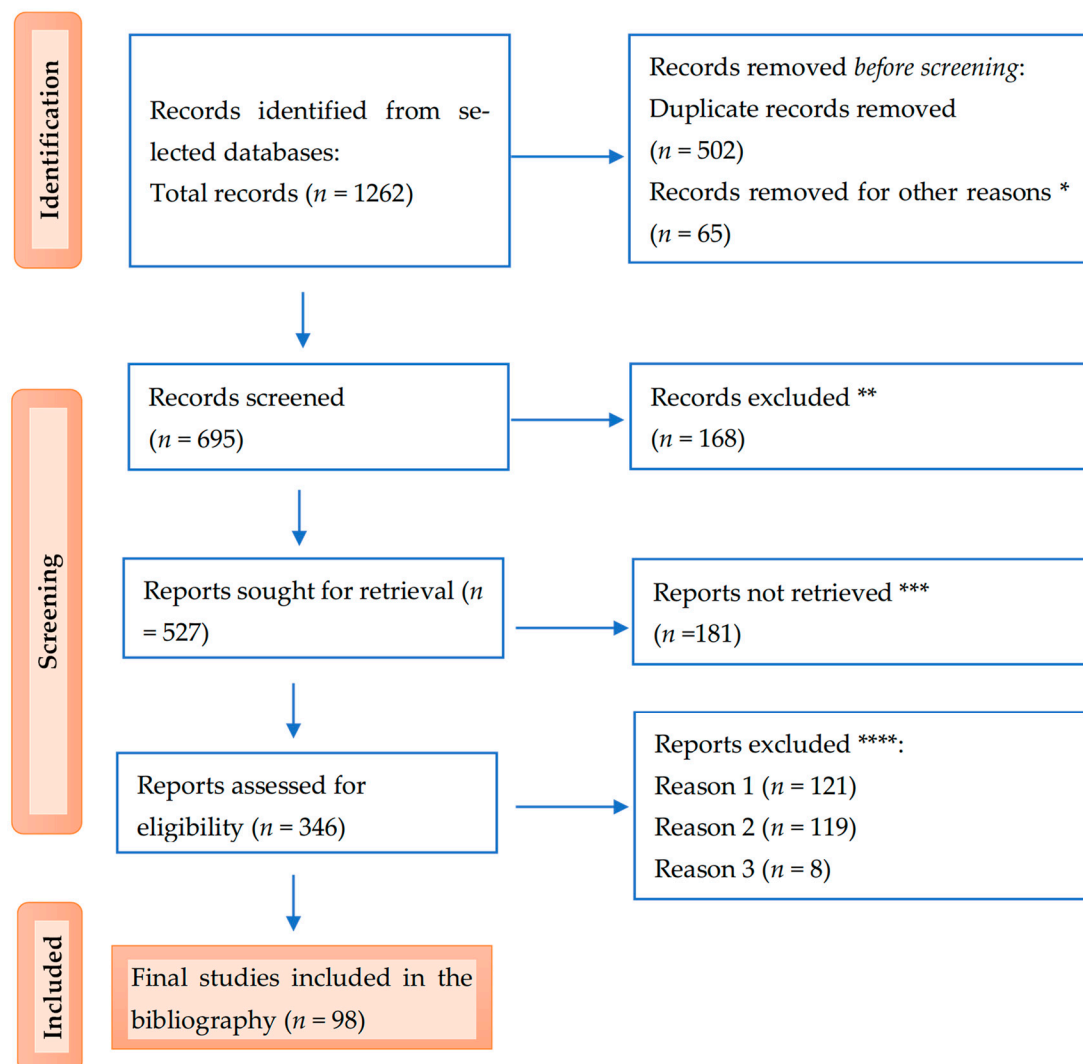 Identification
Records identified from se-
lected databases:
Total records (n = 1262)
Records removed before screening:
Duplicate records removed
(n = 502)
Records removed for other reasons *
(n = 65)
Screening
Records screened
(n = 695)
Records excluded **
(n = 168)
Reports sought for retrieval (n
= 527)
Reports not retrieved ***
(n =181)
Reports assessed for
eligibility (n = 346)
Reports excluded ****:
Reason 1 (n = 121)
Reason 2 (n = 119)
Reason 3 (n = 8)
Included
Final studies included in the
bibliography (n = 98)